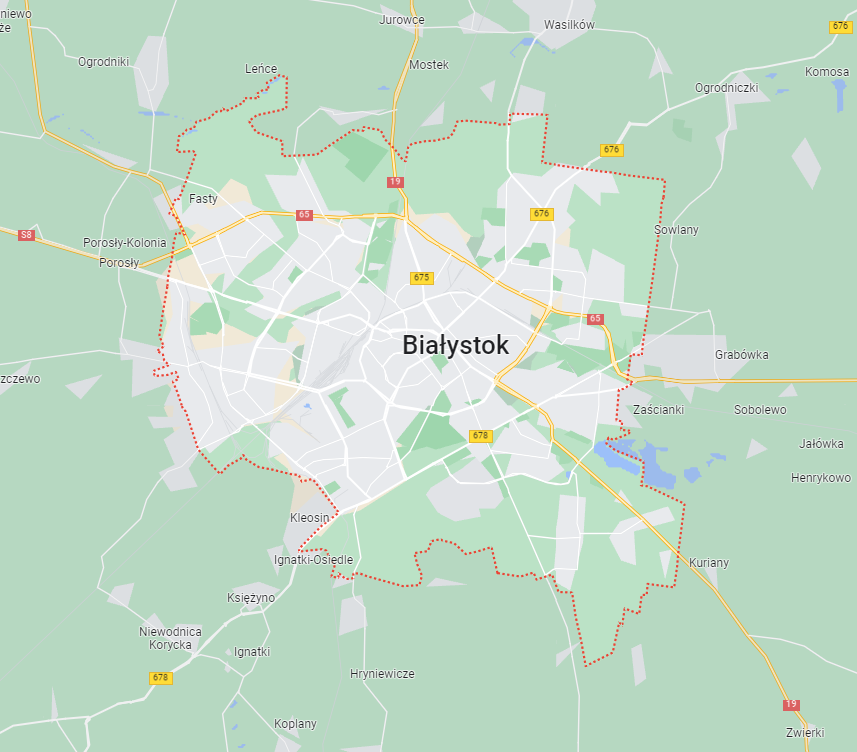 niewo
że
Jurowce
Wasilków
676
Ogrodniki
Leńce
Mostek
Komosa
Ogrodniczki
676
19
Fasty
65
676
Sowlany
S8
Porosły-Kolonia
Porosły
675
65
Białystok
Grabówka
szczewo
Zaścianki
Sobolewo
678
Jałówka
Henrykowo
Kleosin
Ignatki-Osiedle
Kuriany
Księżyno
Niewodnica
Korycka
Ignatki
678
Hryniewicze
19
Koplany
Zwierki